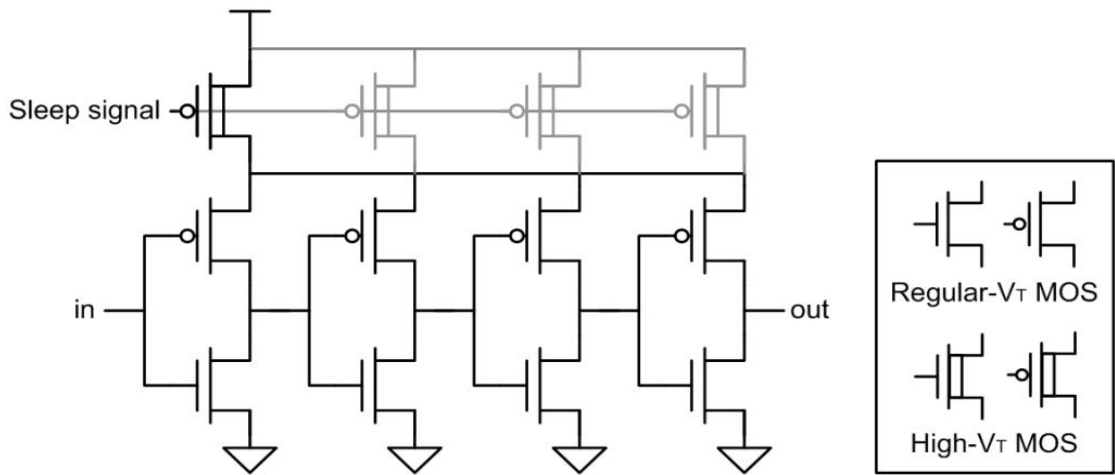 Sleep signal
in
out
Regular-VT MOS
High-VT MOS